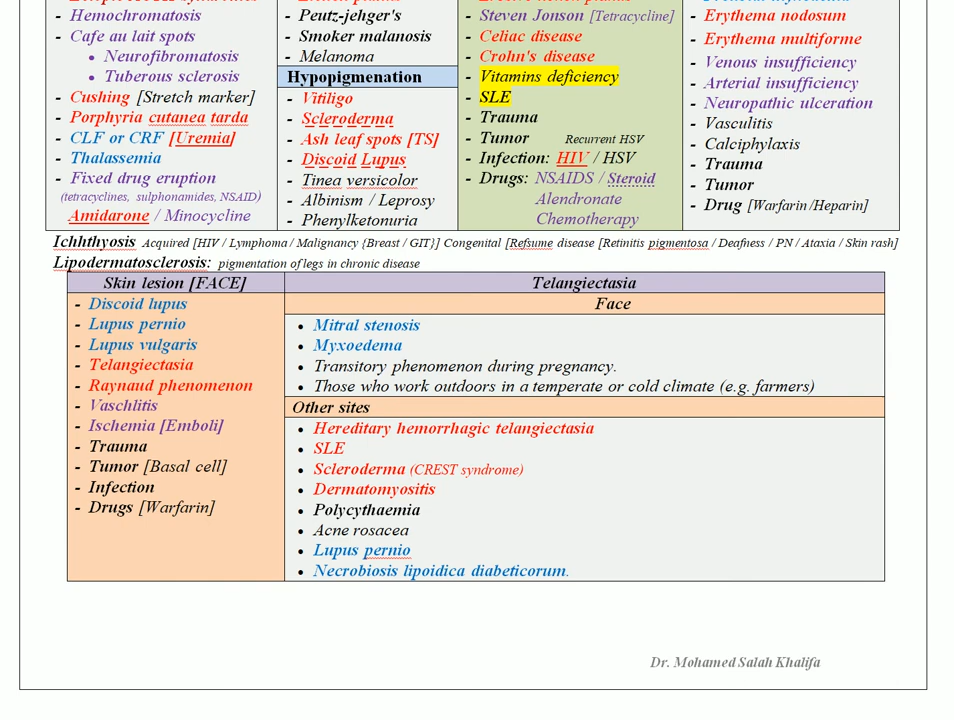 - Hemochromatosis
- Cafe au lait spots
• Neurofibromatosis
• Tuberous sclerosis
- Cushing [Stretch marker]
- Porphyria cutanea tarda
- CLF or CRF [Uremia]
- Thalassemia
- Fixed drug eruption
(tetracyclines, sulphonamides, NSAID)
Amidarone / Minocycline
- Peutz-jehger's
- Smoker malanosis
- Melanoma
Hypopigmenation
- Vitiligo
- Scleroderma
- Ash leaf spots [TS]
- Discoid Lupus
- Tinea versicolor
- Albinism / Leprosy
- Phenylketonuria
- Steven Jonson [Tetracycline]
- Celiac disease
- Crohn's disease
- Vitamins deficiency
- SLE
- Trauma
- Tumor Recurrent HSV
- Infection: HIV / HSV
- Drugs: NSAIDS / Steroid
Alendronate
Chemotherapy
- Erythema nodosum
- Erythema multiforme
- Venous insufficiency
- Arterial insufficiency
- Neuropathic ulceration
- Vasculitis
- Calciphylaxis
- Trauma
- Tumor
- Drug [Warfarin /Heparin]
Ichhthyosis Acquired [HIV / Lymphoma / Malignancy {Breast / GIT}] Congenital [Refsume disease [Retinitis pigmentosa / Deafness / PN / Ataxia / Skin rash]
Lipodermatosclerosis: pigmentation of legs in chronic disease
Skin lesion [FACE]
- Discoid lupus
- Lupus pernio
- Lupus vulgaris
- Telangiectasia
- Raynaud phenomenon
- Vaschlitis
- Ischemia [Emboli]
- Trauma
- Tumor [Basal cell]
- Infection
- Drugs [Warfarin]
Telangiectasia
Face
• Mitral stenosis
• Myxoedema
• Transitory phenomenon during pregnancy.
• Those who work outdoors in a temperate or cold climate (e.g. farmers)
Other sites
• Hereditary hemorrhagic telangiectasia
• SLE
• Scleroderma (CREST syndrome)
• Dermatomyositis
• Polycythaemia
• Acne rosacea
• Lupus pernio
• Necrobiosis lipoidica diabeticorum.
Dr. Mohamed Salah Khalifa